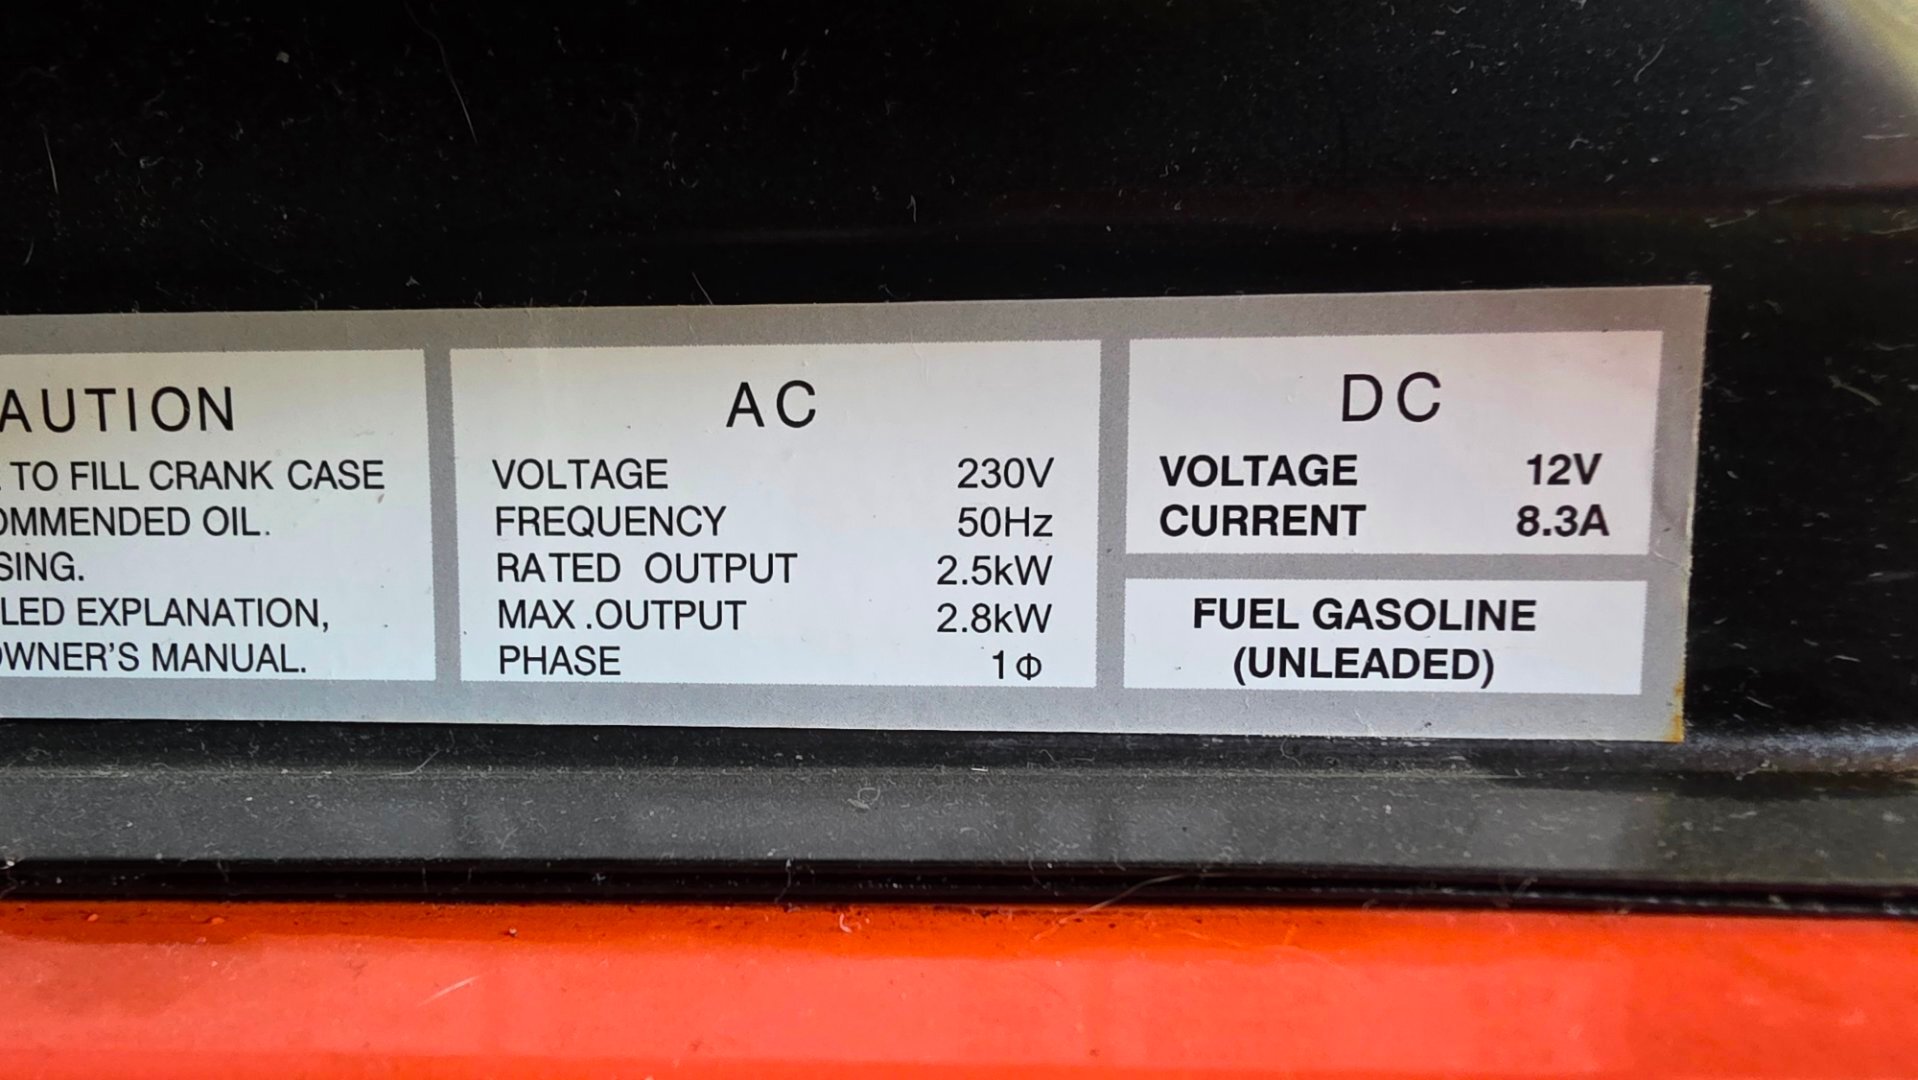 AUTION
TO FILL CRANK CASE
OMMENDED OIL.
SING.
LED EXPLANATION,
OWNER'S MANUAL.
AC
VOLTAGE 230V
FREQUENCY 50Hz
RATED OUTPUT 2.5kW
MAX .OUTPUT 2.8kW
PHASE 1Φ
DC
VOLTAGE 12V
CURRENT 8.3A
FUEL GASOLINE
(UNLEADED)